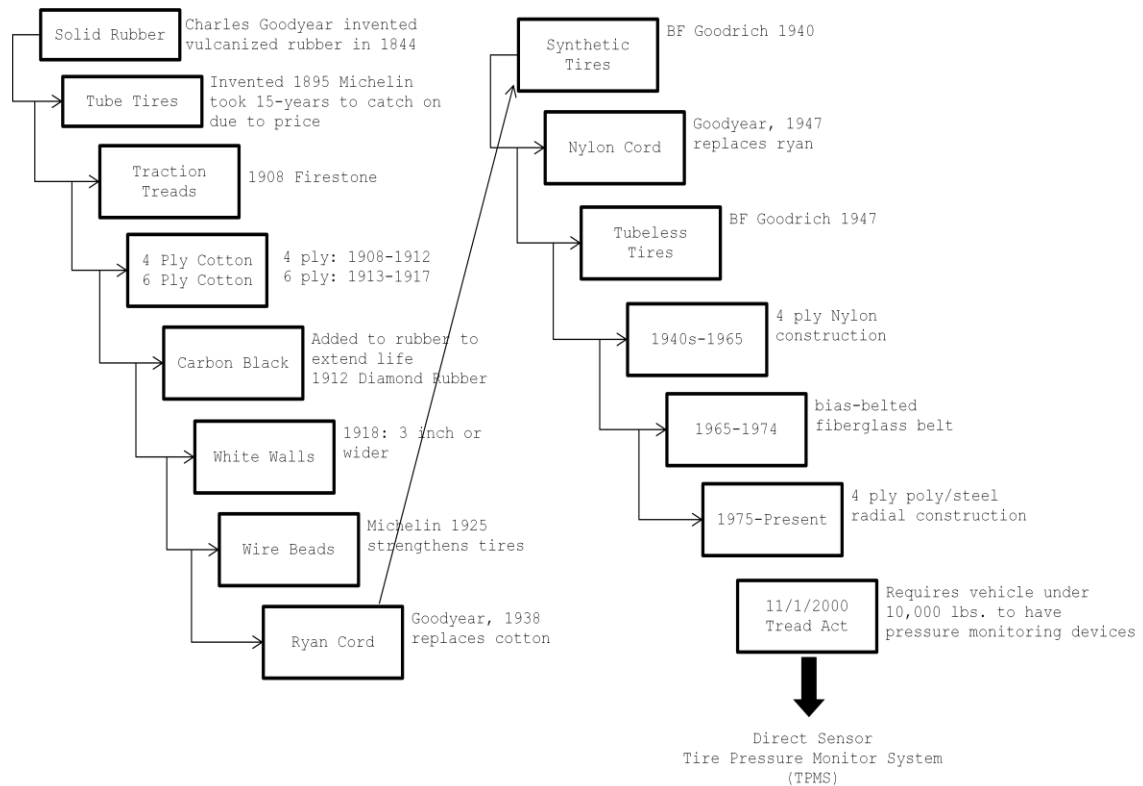 Solid Rubber
Charles Goodyear invented
vulcanized rubber in 1844
Tube Tires
Invented 1895 Michelin
took 15-years to catch on
due to price
Traction
Treads
1908 Firestone
4 Ply Cotton
6 Ply Cotton
4 ply: 1908-1912
6 ply: 1913-1917
Carbon Black
Added to rubber to
extend life
1912 Diamond Rubber
White Walls
1918: 3 inch or
wider
Wire Beads
Michelin 1925
strengthens tires
Ryan Cord
Goodyear, 1938
replaces cotton
Synthetic
Tires
BF Goodrich 1940
Nylon Cord
Goodyear, 1947
replaces ryan
Tubeless
Tires
BF Goodrich 1947
1940s-1965
4 ply Nylon
construction
1965-1974
bias-belted
fiberglass belt
1975-Present
4 ply poly/steel
radial construction
11/1/2000
Tread Act
Requires vehicle under
10,000 lbs. to have
pressure monitoring devices
Direct Sensor
Tire Pressure Monitor System
(TPMS)